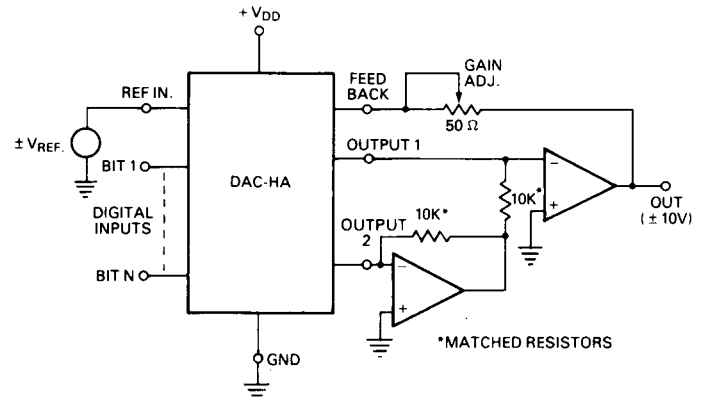 + VDD
FEED
BACK
GAIN
ADJ.
REF IN.
50 Ω
± VREF.
OUTPUT 1
BIT 1
DAC-HA
DIGITAL
INPUTS
OUTPUT
2
10K*
10K*
OUT
(± 10V)
BIT N
*MATCHED RESISTORS
GND
−
+
−
+